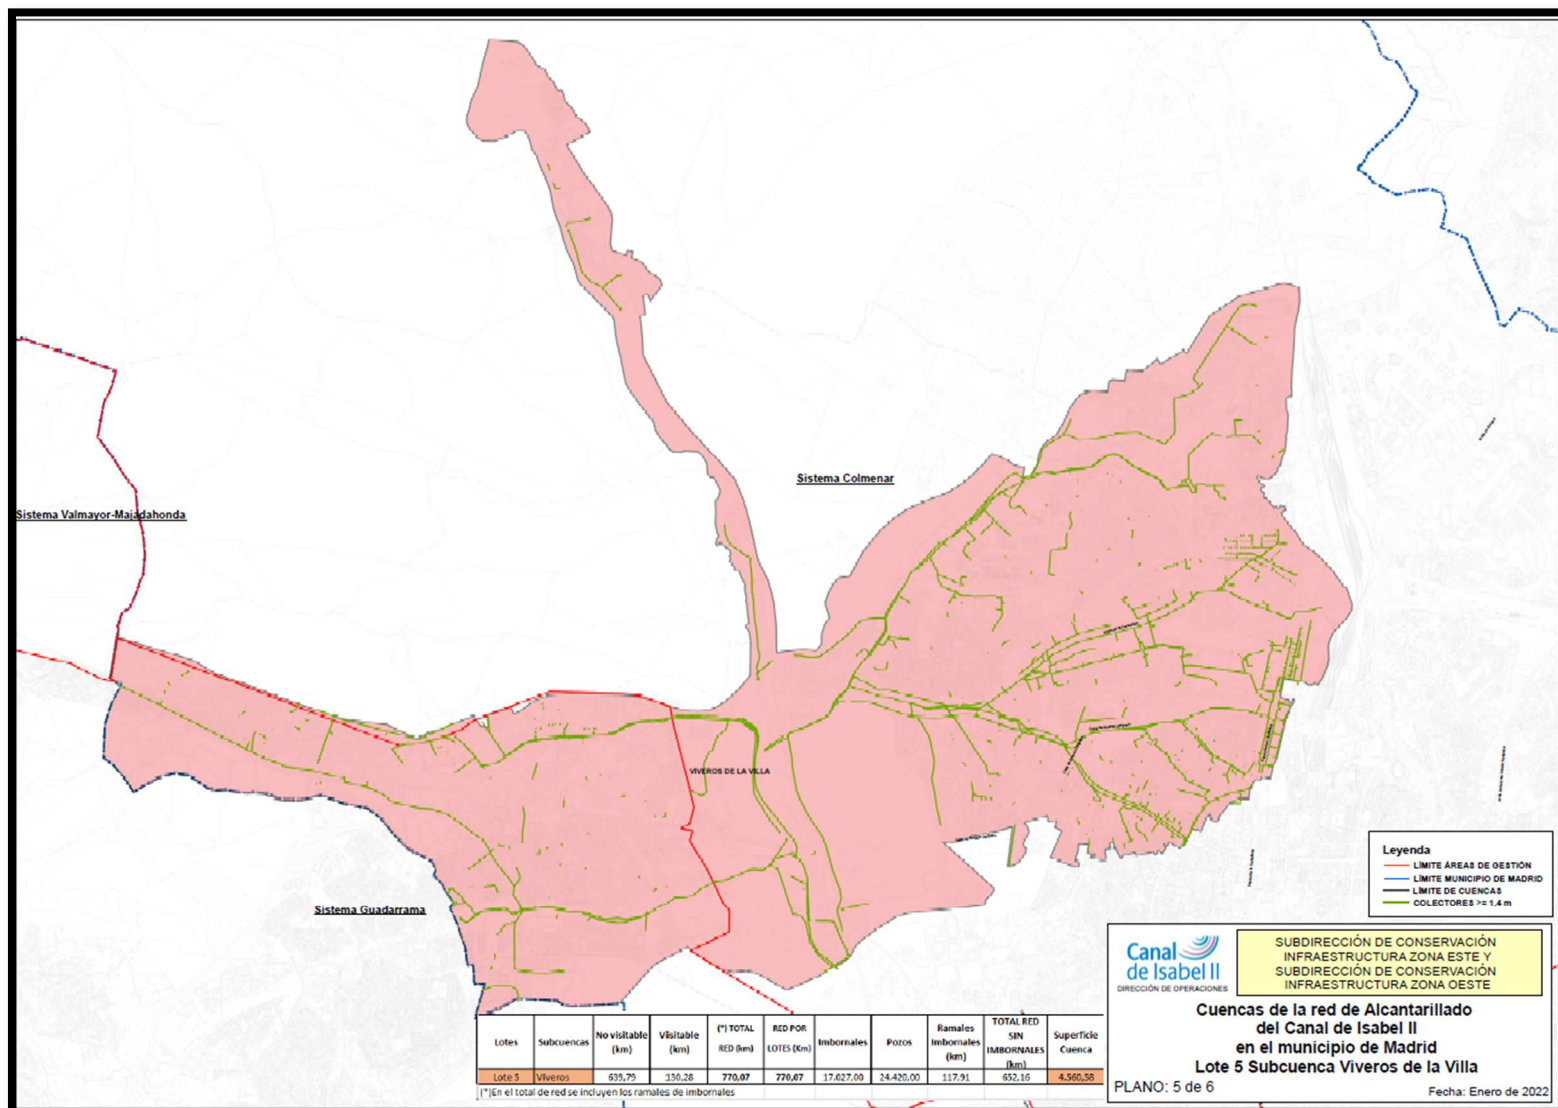 Sistema Colmenar
Sistema Valmayor-Majadahonda
VIVEROS DE LA VILLA
Sistema Guadarrama
Leyenda
LÍMITE ÁREAS DE GESTIÓN
LÍMITE MUNICIPIO DE MADRID
LÍMITE DE CUENCAS
COLECTORES >= 1,4 m
Canal
de Isabel II
DIRECCIÓN DE OPERACIONES
SUBDIRECCIÓN DE CONSERVACIÓN
INFRAESTRUCTURA ZONA ESTE Y
SUBDIRECCIÓN DE CONSERVACIÓN
INFRAESTRUCTURA ZONA OESTE
Cuencas de la red de Alcantarillado
del Canal de Isabel II
en el municipio de Madrid
Lote 5 Subcuenca Viveros de la Villa
PLANO: 5 de 6
Fecha: Enero de 2022
Lotes Subcuencas No visitable (km) Visitable (km) (*) TOTAL RED (km) RED POR LOTES (Km) Imbornales Pozos Ramales Imbornales (km) TOTAL RED SIN IMBORNALES (km) Superficie Cuenca
Lote 5 Viveros 639,79 130,28 770,07 770,07 17.027,00 24.420,00 117,91 652,16 4.560,58
(*)En el total de red se incluyen los ramales de imbornales